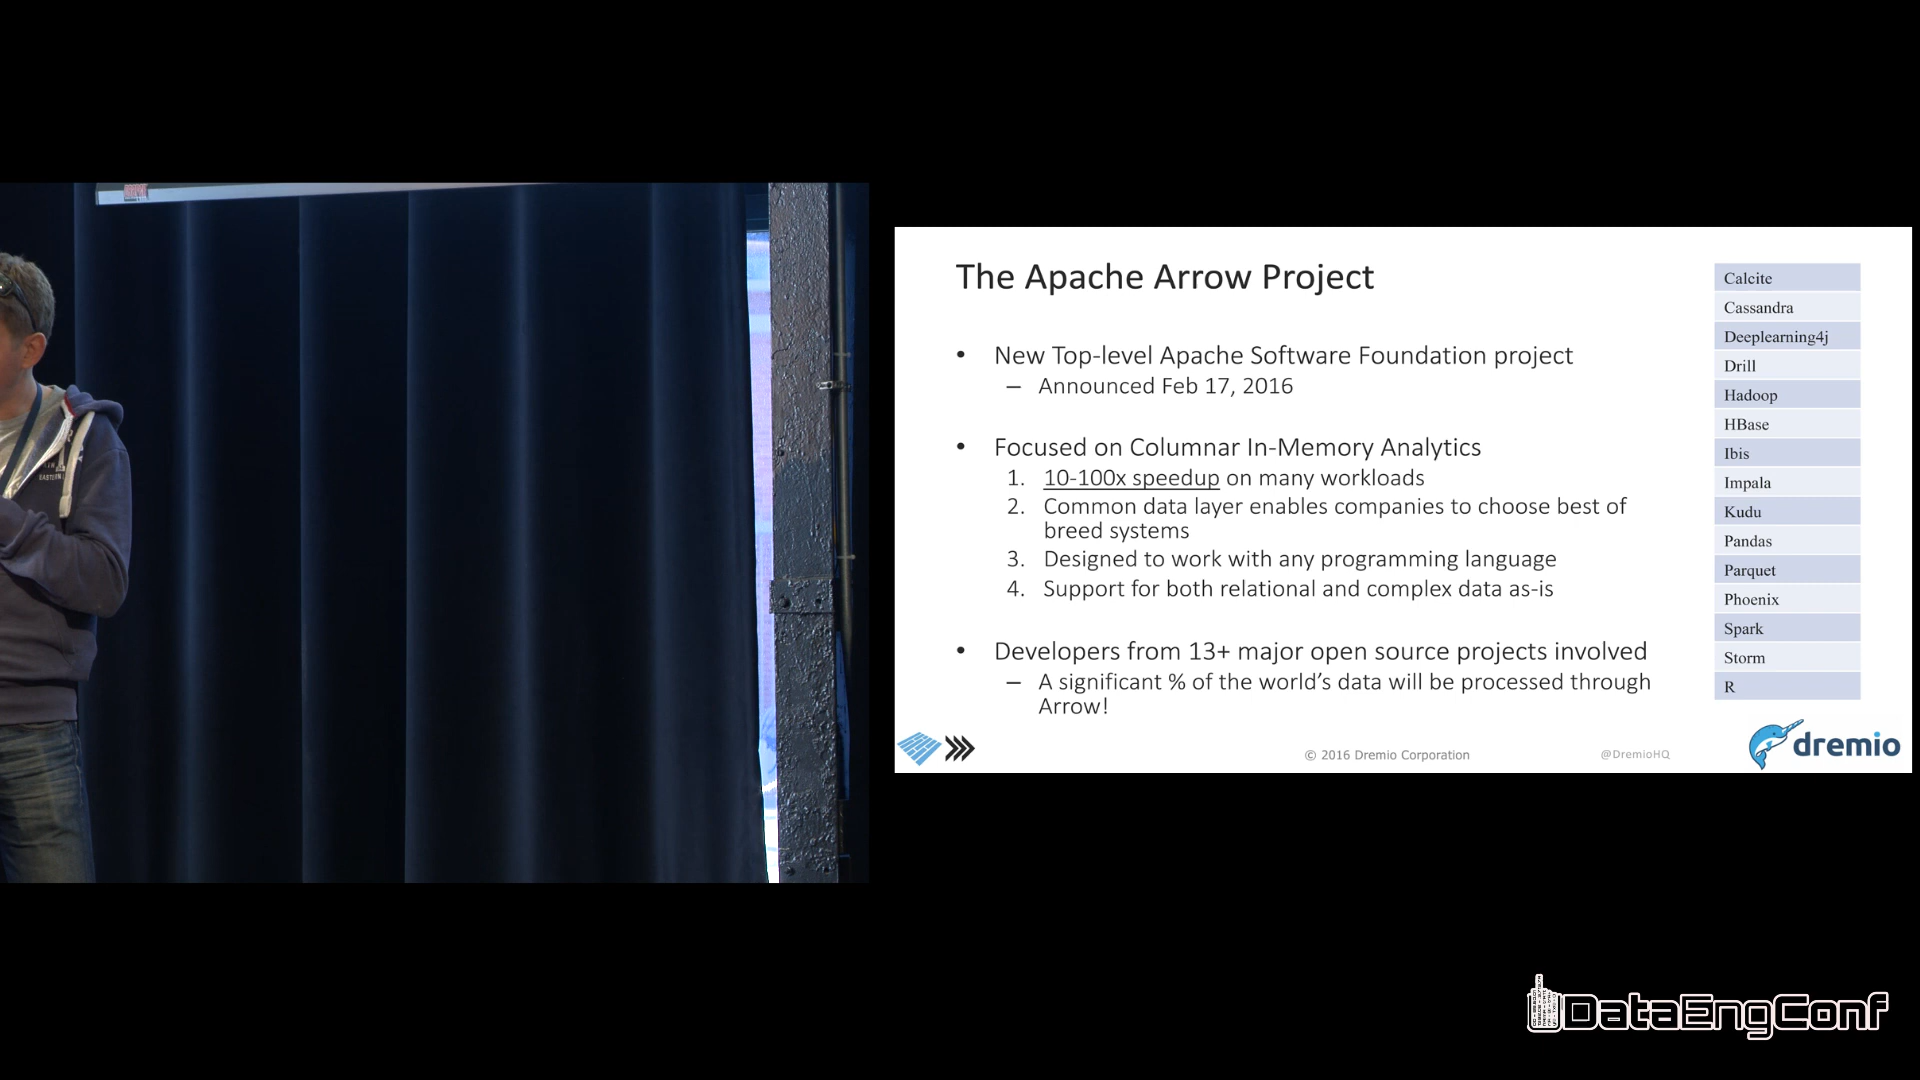 The Apache Arrow Project
• New Top-level Apache Software Foundation project
– Announced Feb 17, 2016
• Focused on Columnar In-Memory Analytics
1. 10-100x speedup on many workloads
2. Common data layer enables companies to choose best of
breed systems
3. Designed to work with any programming language
4. Support for both relational and complex data as-is
• Developers from 13+ major open source projects involved
– A significant % of the world's data will be processed through
Arrow!
Calcite
Cassandra
Deeplearning4j
Drill
Hadoop
HBase
Ibis
Impala
Kudu
Pandas
Parquet
Phoenix
Spark
Storm
R
© 2016 Dremio Corporation
@DremioHQ
dremio
DataEngConf